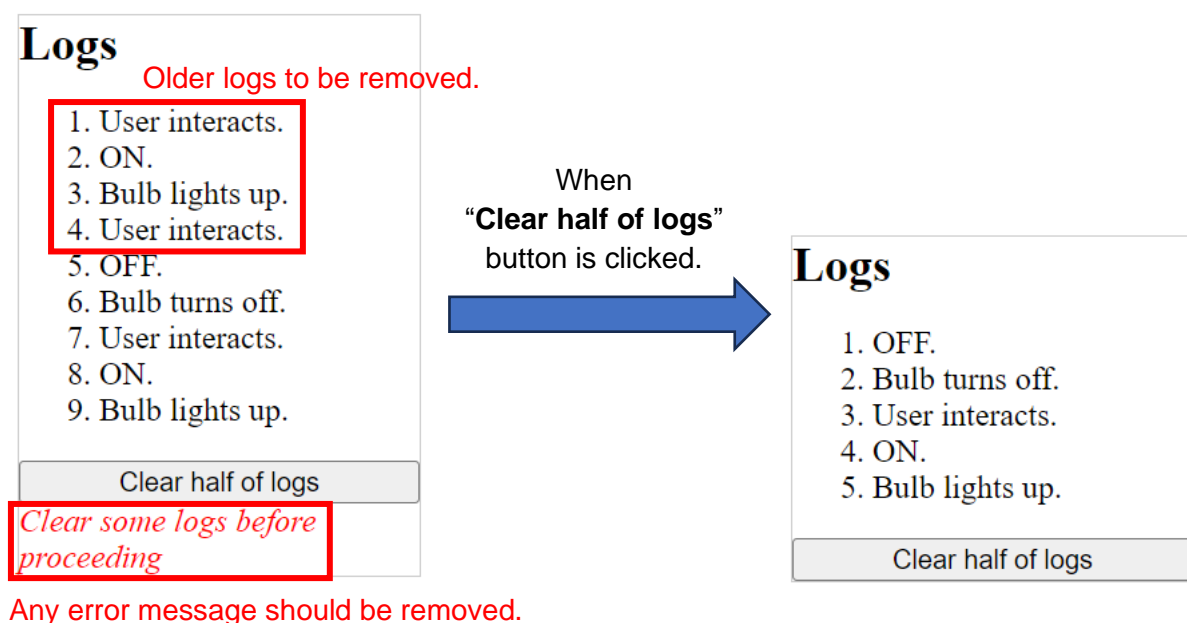 Logs
Older logs to be removed.
1. User interacts.
2. ON.
3. Bulb lights up.
4. User interacts.
5. OFF.
6. Bulb turns off.
7. User interacts.
8. ON.
9. Bulb lights up.
Clear half of logs
Clear some logs before
proceeding
Any error message should be removed.
When
“Clear half of logs”
button is clicked.
Logs
1. OFF.
2. Bulb turns off.
3. User interacts.
4. ON.
5. Bulb lights up.
Clear half of logs